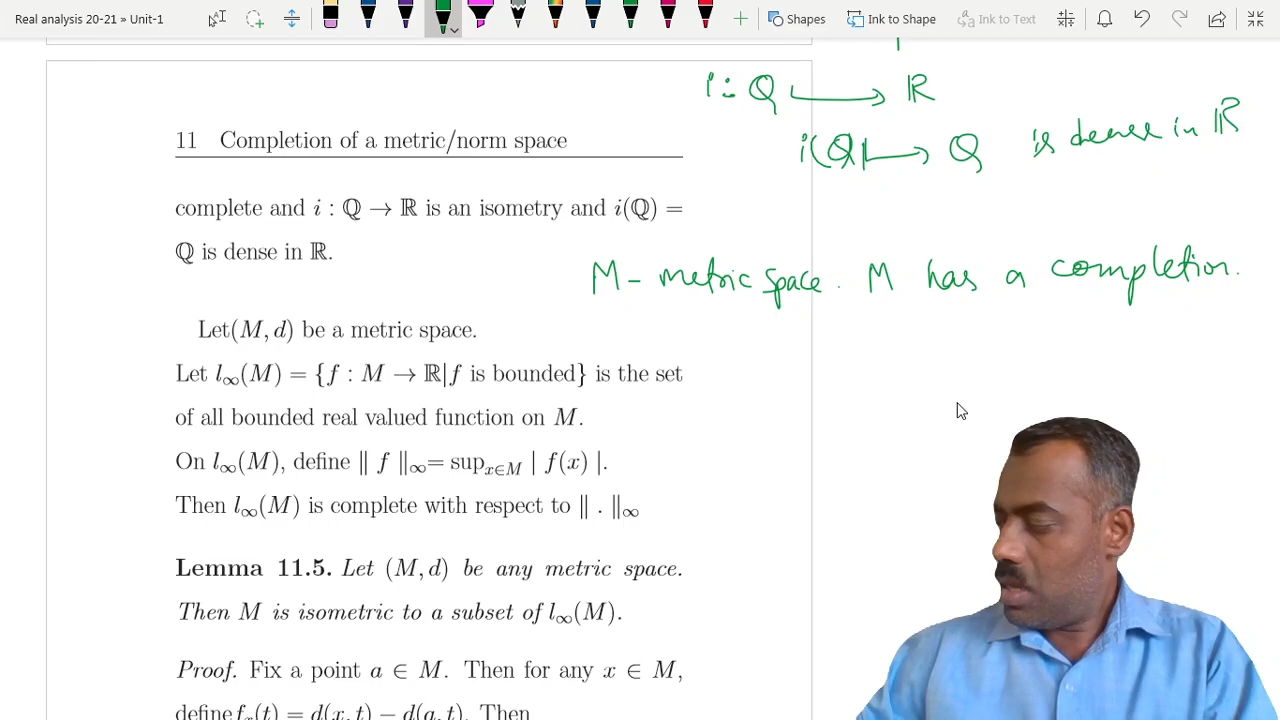 Real analysis 20-21 » Unit-1
Shapes
Ink to Shape
Ink to Text
i : ℚ ↪ ℝ
i(ℚ) ⟼ ℚ is dense in ℝ
11 Completion of a metric/norm space
complete and i : ℚ → ℝ is an isometry and i(ℚ) =
ℚ is dense in ℝ.
M - metric space. M has a completion.
Let(M, d) be a metric space.
Let l∞(M) = {f : M → ℝ|f is bounded} is the set
of all bounded real valued function on M.
On l∞(M), define ‖ f ‖∞= supₓ∈M | f(x) |.
Then l∞(M) is complete with respect to ‖ . ‖∞
Lemma 11.5. Let (M, d) be any metric space.
Then M is isometric to a subset of l∞(M).
Proof. Fix a point a ∈ M. Then for any x ∈ M,
define fₓ(t) = d(x, t) − d(a, t). Then